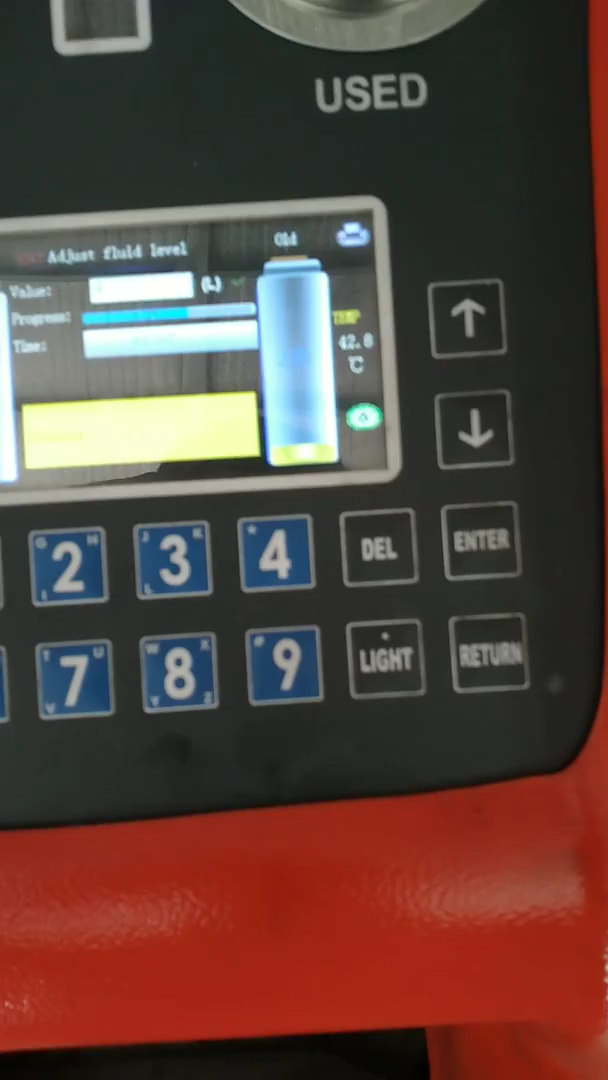 USED
Adjust fluid level
Old
Value:
(L)
Progress:
TEMP
Time:
42.8
℃
G H
2
I
J K
3
L
*
4
DEL
ENTER
T U
7
V
W X
8
Y Z
#
9
LIGHT
RETURN